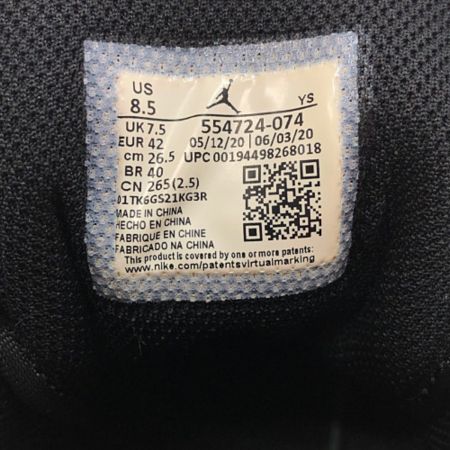 US
8.5
YS
UK 7.5
554724-074
EUR 42
05/12/20 | 06/03/20
cm 26.5
UPC 00194498268018
BR 40
CN 265(2.5)
01TK6GS21KG3R
MADE IN CHINA
HECHO EN CHINA
FABRIQUE EN CHINE
FABRICADO NA CHINA
This product is covered by one or more patents:
www.nike.com/patentsvirtualmarking